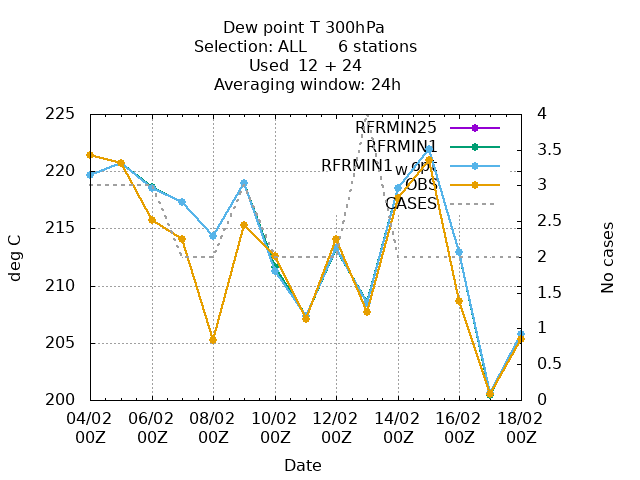 Dew point T 300hPa
Selection: ALL 6 stations
Used 12 + 24
Averaging window: 24h
225
220
215
210
205
200
deg C
4
3.5
3
2.5
2
1.5
1
0.5
0
No cases
RFRMIN25
RFRMIN1
RFRMIN1wopT
OBS
CASES
04/02 06/02 08/02 10/02 12/02 14/02 16/02 18/02
00Z 00Z 00Z 00Z 00Z 00Z 00Z 00Z
Date